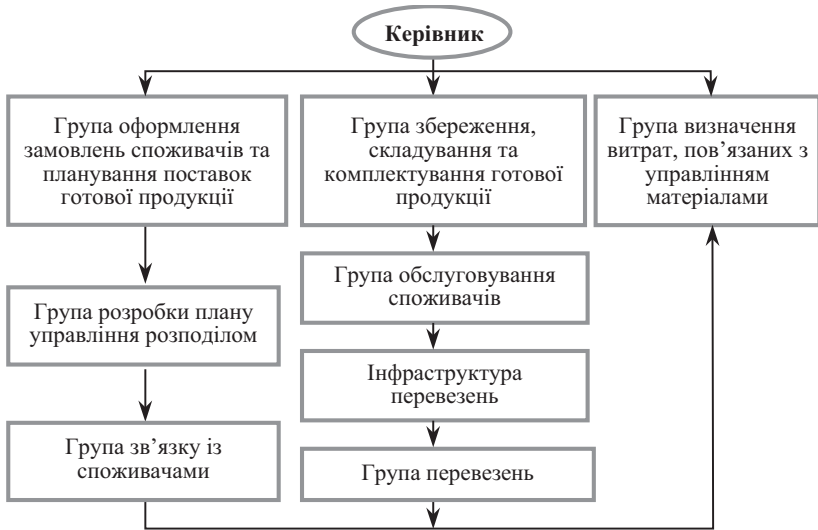 Керівник
Група оформлення
замовлень споживачів та
планування поставок
готової продукції
Група збереження,
складування та
комплектування готової
продукції
Група визначення
витрат, пов’язаних з
управлінням
матеріалами
Група розробки плану
управління розподілом
Група зв’язку із
споживачами
Група обслуговування
споживачів
Інфраструктура
перевезень
Група перевезень